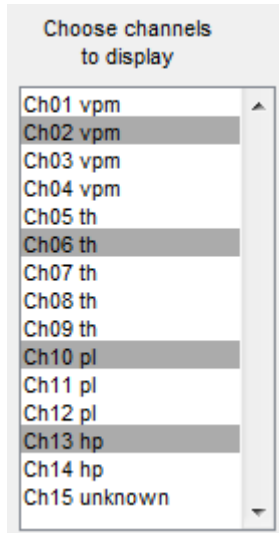 Choose channels
to display
Ch01 vpm
Ch02 vpm
Ch03 vpm
Ch04 vpm
Ch05 th
Ch06 th
Ch07 th
Ch08 th
Ch09 th
Ch10 pl
Ch11 pl
Ch12 pl
Ch13 hp
Ch14 hp
Ch15 unknown